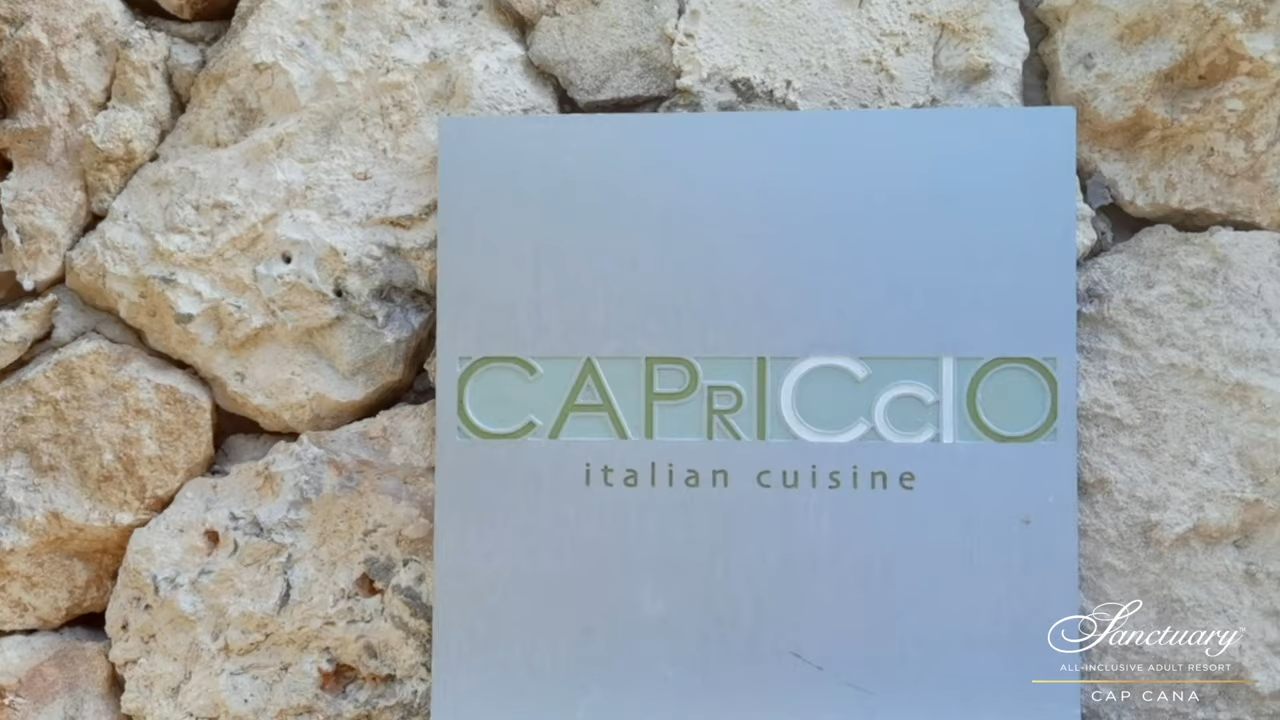 CAPRICcIO
italian cuisine
Sanctuary
ALL-INCLUSIVE ADULT RESORT
CAP CANA